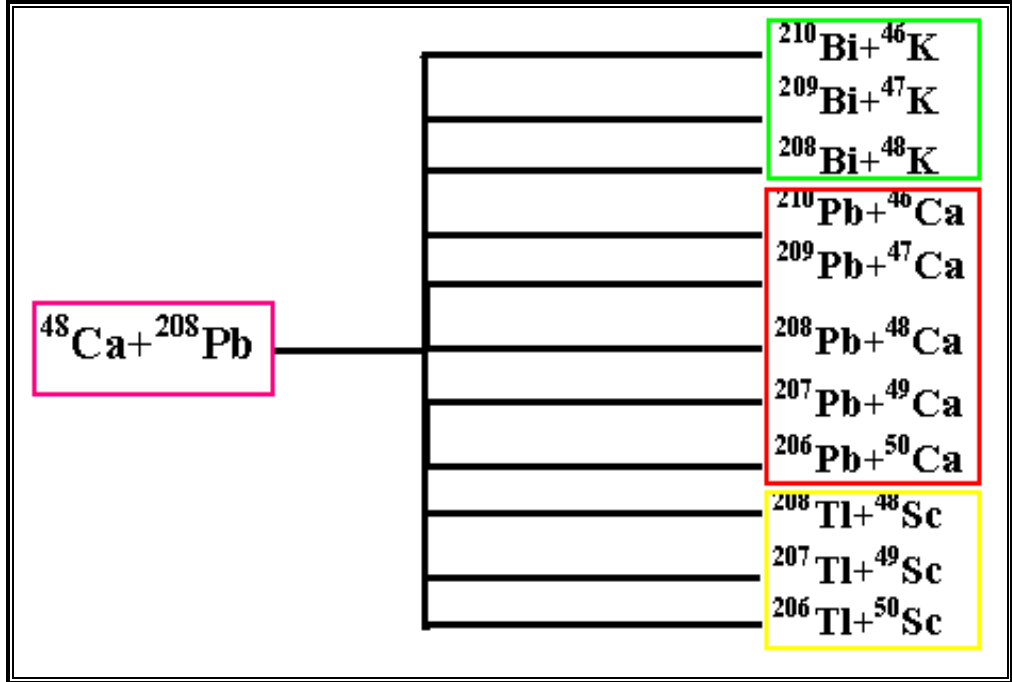 ²¹⁰Bi+⁴⁶K
²⁰⁹Bi+⁴⁷K
²⁰⁸Bi+⁴⁸K
²¹⁰Pb+⁴⁶Ca
²⁰⁹Pb+⁴⁷Ca
⁴⁸Ca+²⁰⁸Pb
²⁰⁸Pb+⁴⁸Ca
²⁰⁷Pb+⁴⁹Ca
²⁰⁶Pb+⁵⁰Ca
²⁰⁸Tl+⁴⁸Sc
²⁰⁷Tl+⁴⁹Sc
²⁰⁶Tl+⁵⁰Sc